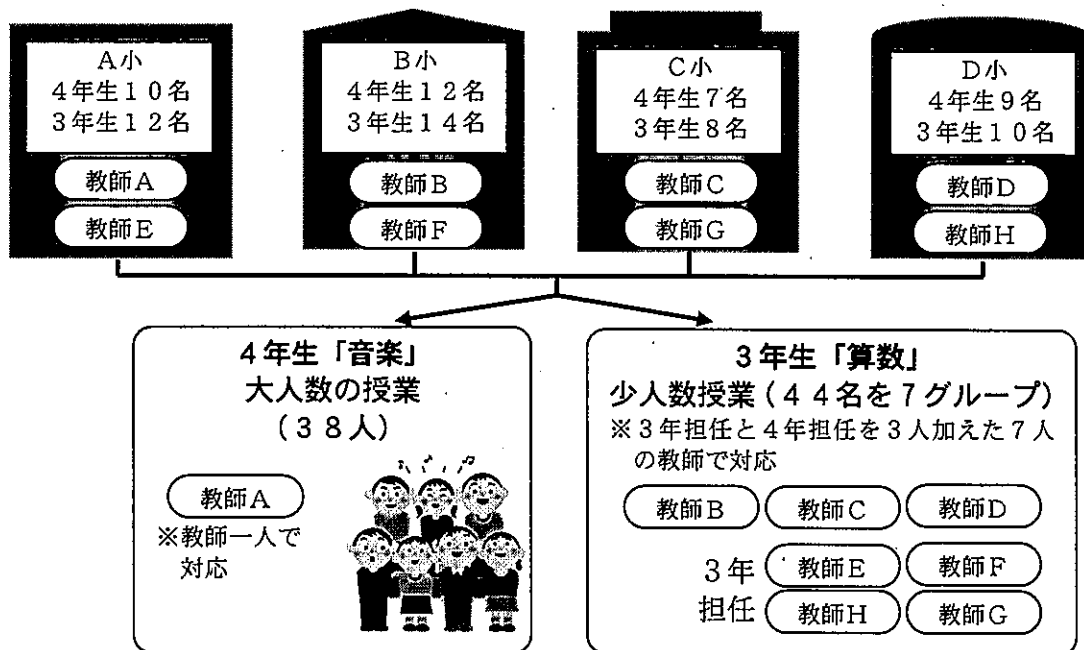 A小
4年生10名
3年生12名
教師A
教師E
B小
4年生12名
3年生14名
教師B
教師F
C小
4年生7名
3年生8名
教師C
教師G
D小
4年生9名
3年生10名
教師D
教師H
4年生「音楽」
大人数の授業
(38人)
教師A
※教師一人で
対応
3年生「算数」
少人数授業(44名を7グループ)
※3年担任と4年担任を3人加えた7人
の教師で対応
教師B 教師C 教師D
3年
担任
教師E 教師F
教師H 教師G